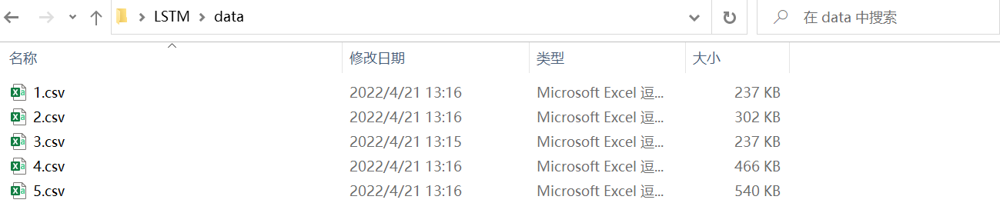 LSTM data 在 data 中搜索
名称 修改日期 类型 大小
1.csv 2022/4/21 13:16 Microsoft Excel 逗... 237 KB
2.csv 2022/4/21 13:16 Microsoft Excel 逗... 302 KB
3.csv 2022/4/21 13:15 Microsoft Excel 逗... 237 KB
4.csv 2022/4/21 13:16 Microsoft Excel 逗... 466 KB
5.csv 2022/4/21 13:16 Microsoft Excel 逗... 540 KB